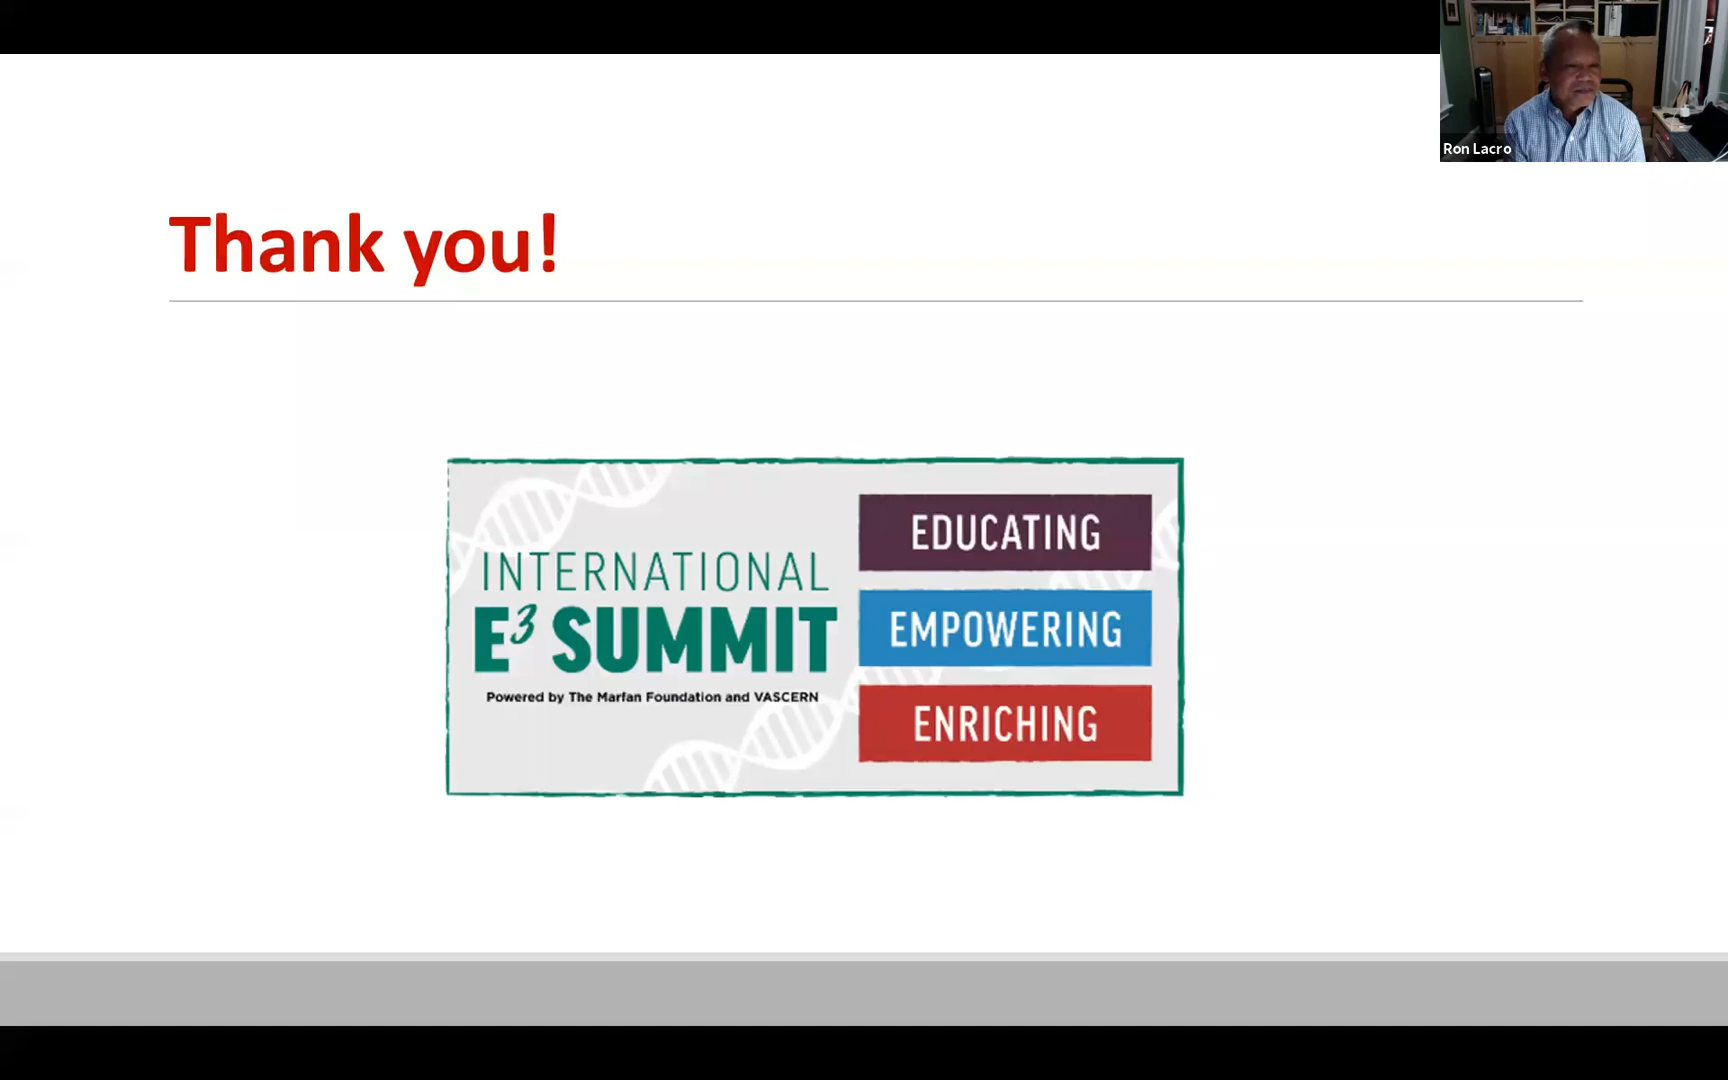 Ron Lacro
Thank you!
INTERNATIONAL
E³ SUMMIT
Powered by The Marfan Foundation and VASCERN
EDUCATING
EMPOWERING
ENRICHING